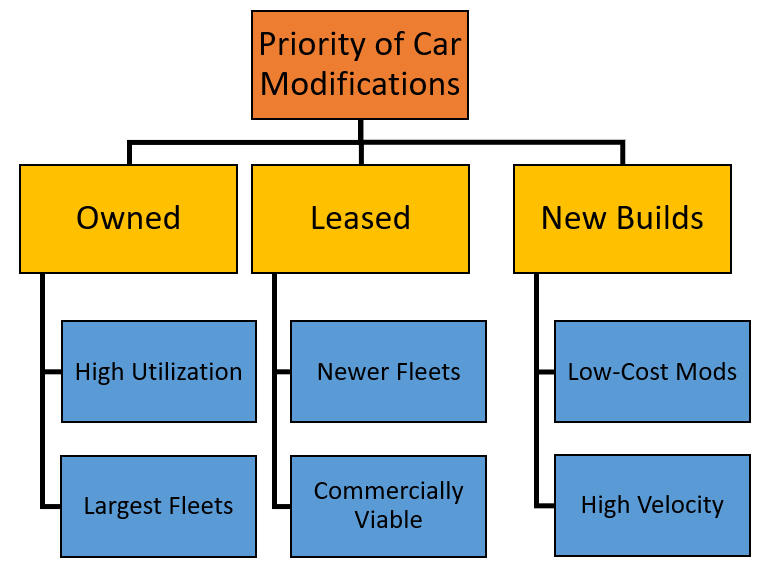 Priority of Car
Modifications
Owned
Leased
New Builds
High Utilization
Newer Fleets
Low-Cost Mods
Largest Fleets
Commercially
Viable
High Velocity